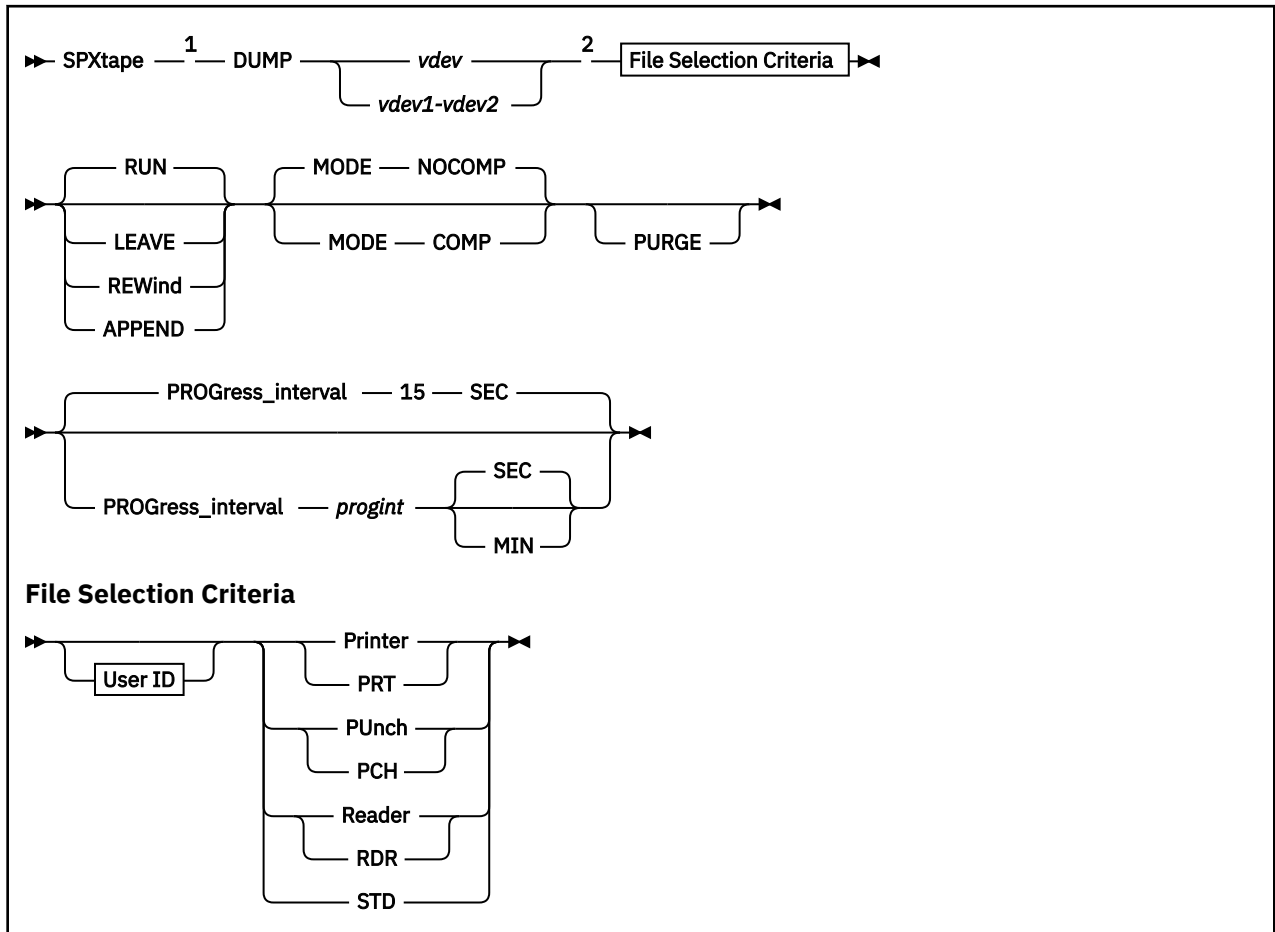 1 2
SPXtape DUMP vdev File Selection Criteria
vdev1-vdev2
RUN MODE NOCOMP
LEAVE MODE COMP PURGE
REWind
APPEND
PROGress_interval 15 SEC
SEC
PROGress_interval progint
MIN
File Selection Criteria
Printer
User ID PRT
PUnch
PCH
Reader
RDR
STD